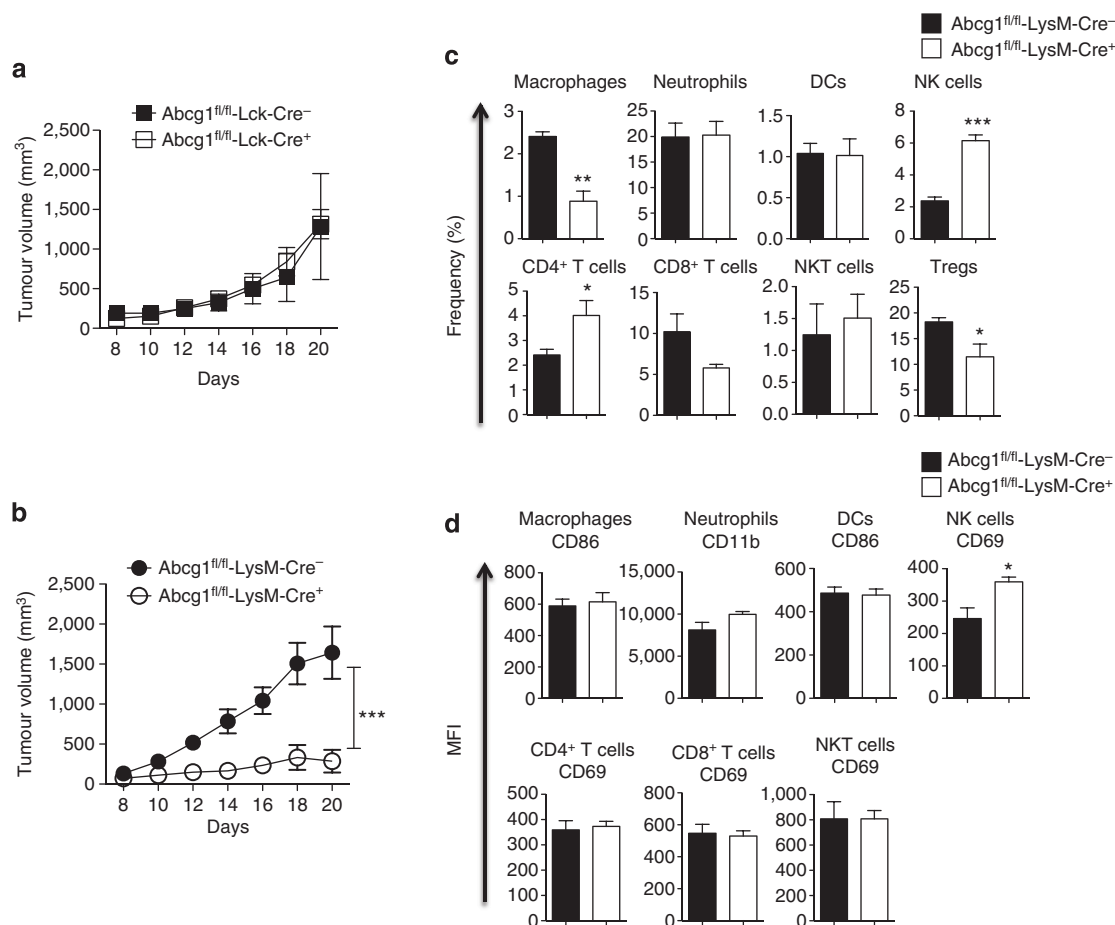 a
Abcg1fl/fl-Lck-Cre–
Abcg1fl/fl-Lck-Cre+
Tumour volume (mm3)
2,500
2,000
1,500
1,000
500
0
8 10 12 14 16 18 20
Days
b
Abcg1fl/fl-LysM-Cre–
Abcg1fl/fl-LysM-Cre+
Tumour volume (mm3)
2,500
2,000
1,500
1,000
500
0
***
8 10 12 14 16 18 20
Days
c
Abcg1fl/fl-LysM-Cre–
Abcg1fl/fl-LysM-Cre+
Frequency (%)
Macrophages
3
2
1
0
**
Neutrophils
25
20
15
10
5
0
DCs
1.5
1.0
0.5
0.0
NK cells
8
6
4
2
0
***
CD4+ T cells
5
4
3
2
1
0
*
CD8+ T cells
15
10
5
0
NKT cells
2.0
1.5
1.0
0.5
0.0
Tregs
25
20
15
10
5
0
*
d
Abcg1fl/fl-LysM-Cre–
Abcg1fl/fl-LysM-Cre+
MFI
Macrophages
CD86
800
600
400
200
0
Neutrophils
CD11b
15,000
10,000
5,000
0
DCs
CD86
600
400
200
0
NK cells
CD69
400
300
200
100
0
*
CD4+ T cells
CD69
500
400
300
200
100
0
CD8+ T cells
CD69
800
600
400
200
0
NKT cells
CD69
1,000
800
600
400
200
0